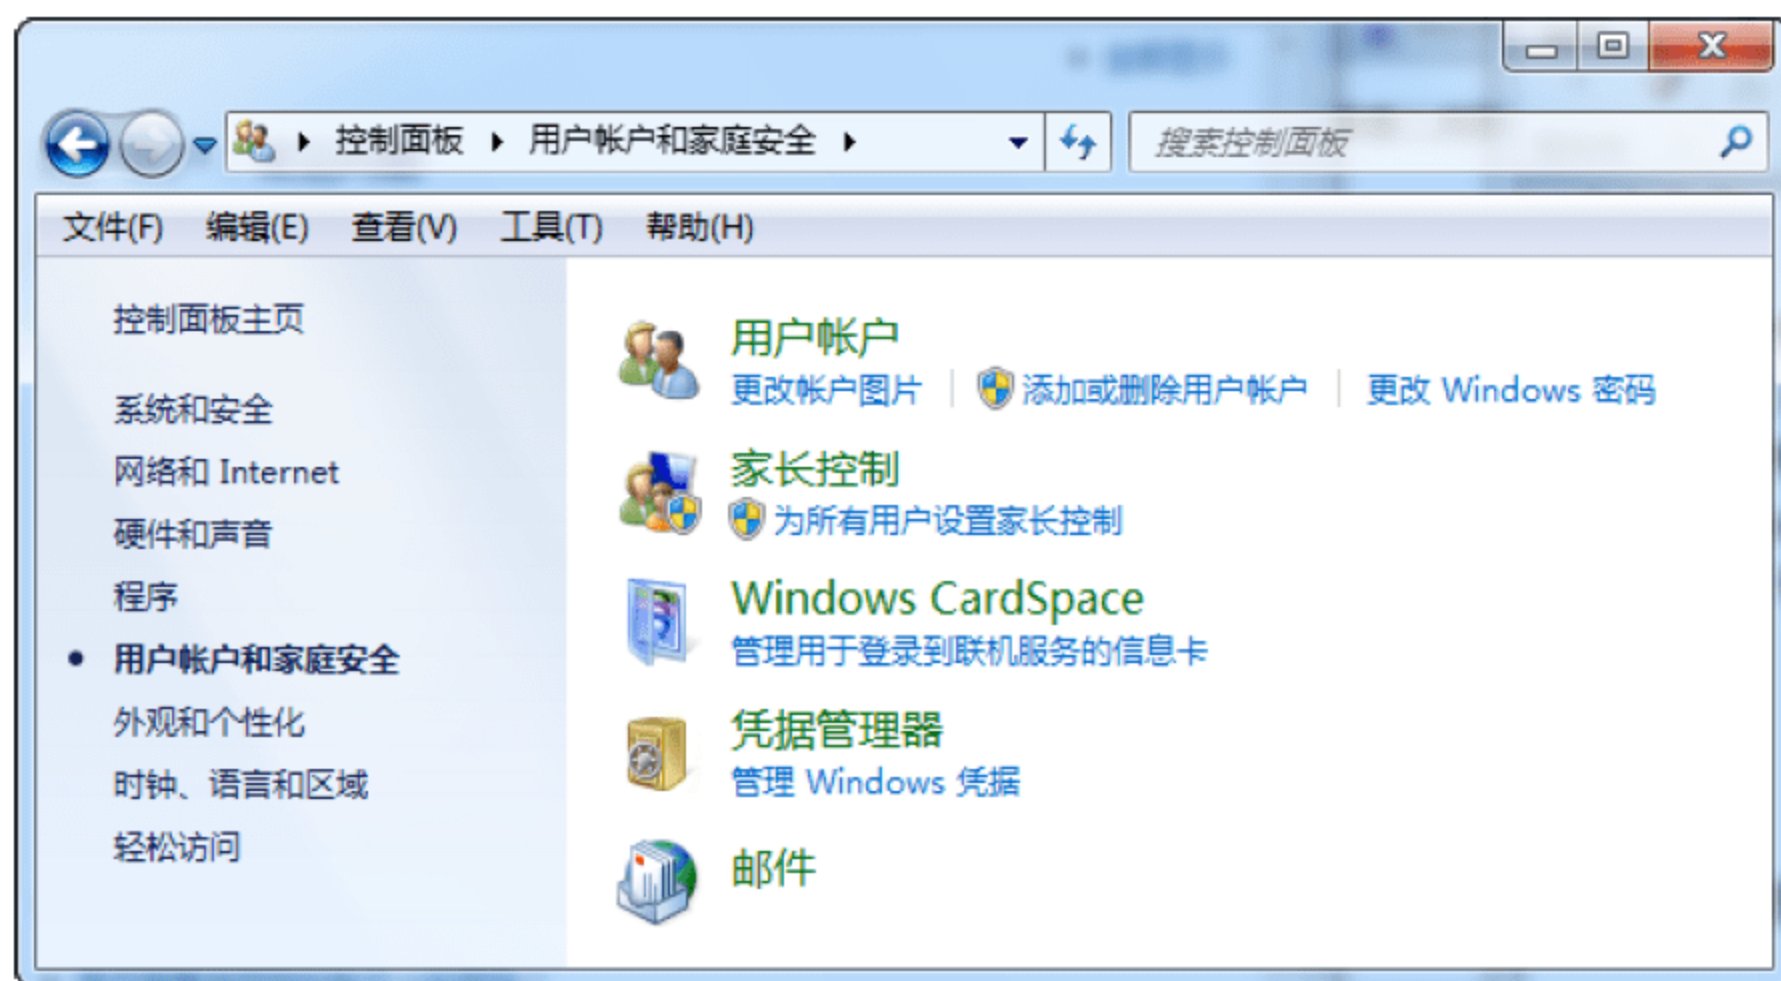 控制面板 用户帐户和家庭安全
搜索控制面板
文件(F) 编辑(E) 查看(V) 工具(T) 帮助(H)
控制面板主页
系统和安全
网络和 Internet
硬件和声音
程序
用户帐户和家庭安全
外观和个性化
时钟、语言和区域
轻松访问
用户帐户
更改帐户图片 添加或删除用户帐户 更改 Windows 密码
家长控制
为所有用户设置家长控制
Windows CardSpace
管理用于登录到联机服务的信息卡
凭据管理器
管理 Windows 凭据
邮件